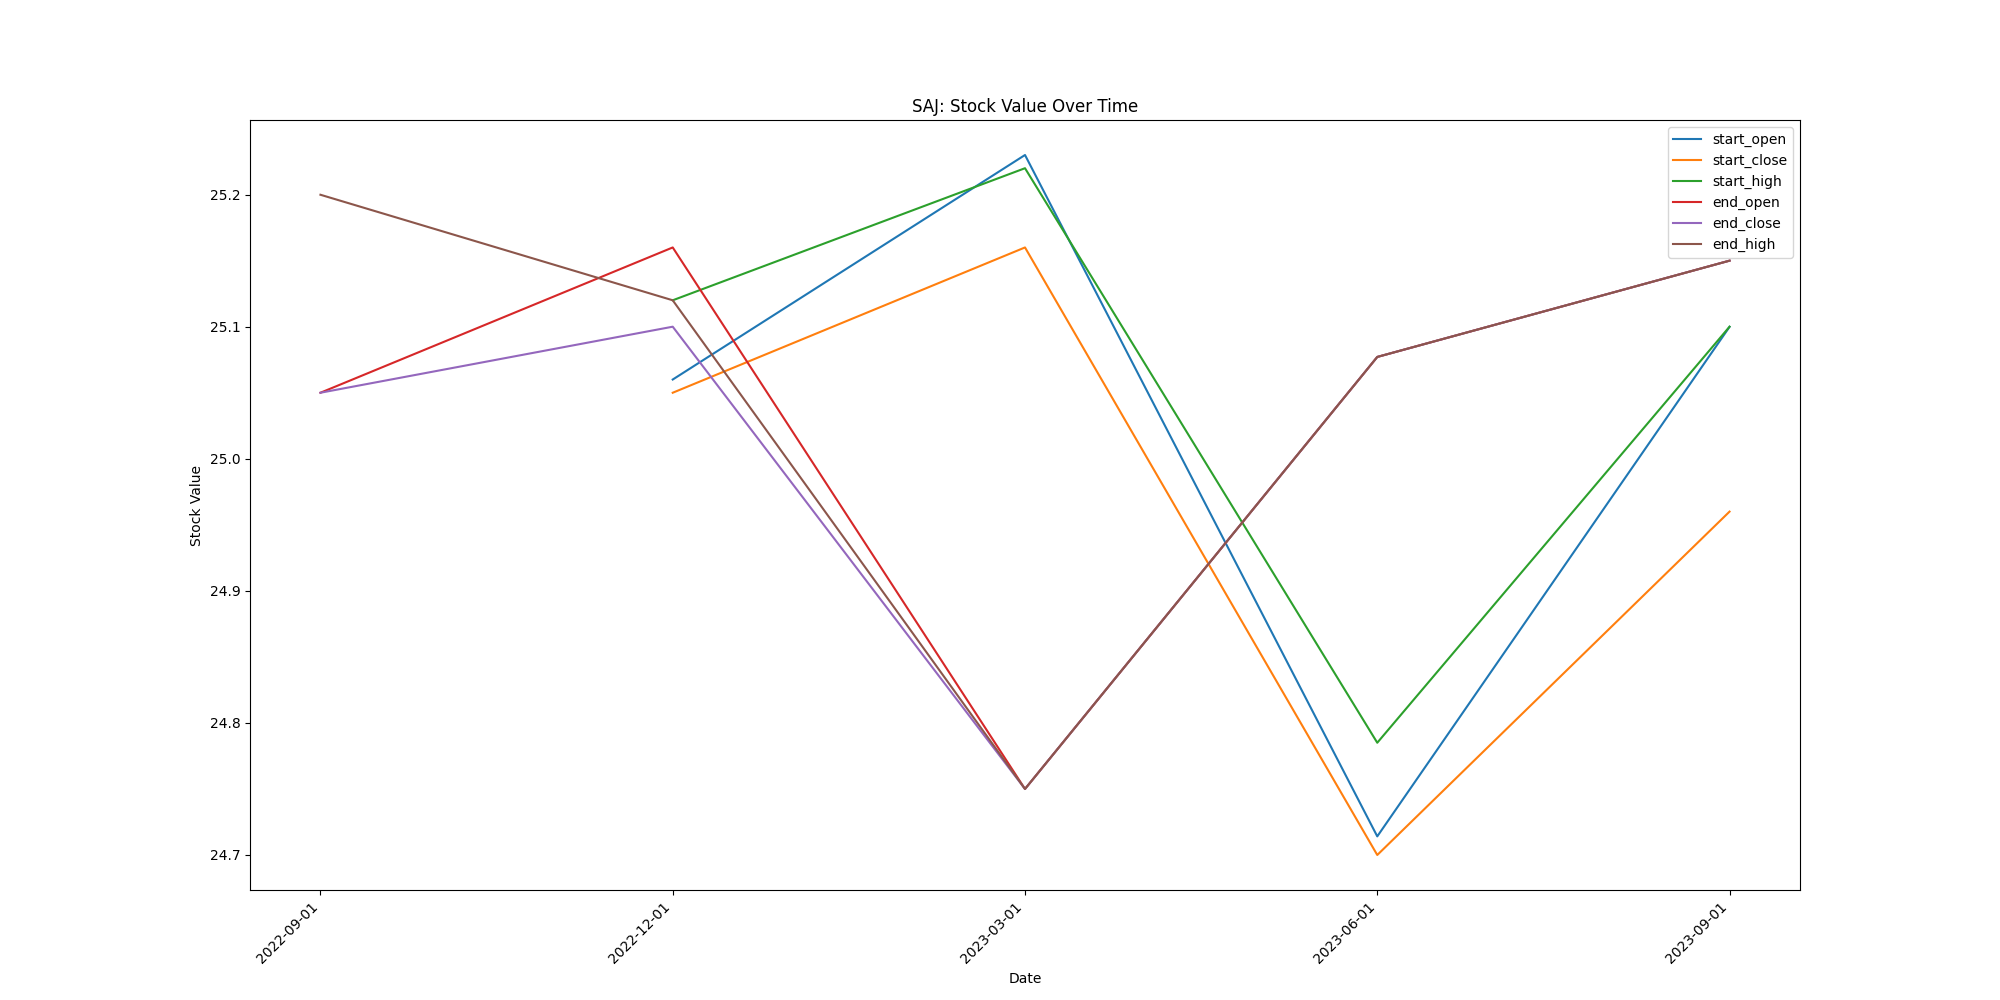 SAJ: Stock Value Over Time
start_open
start_close
start_high
end_open
end_close
end_high
25.2
25.1
25.0
24.9
24.8
24.7
Stock Value
2022-09-01
2022-12-01
2023-03-01
2023-06-01
2023-09-01
Date